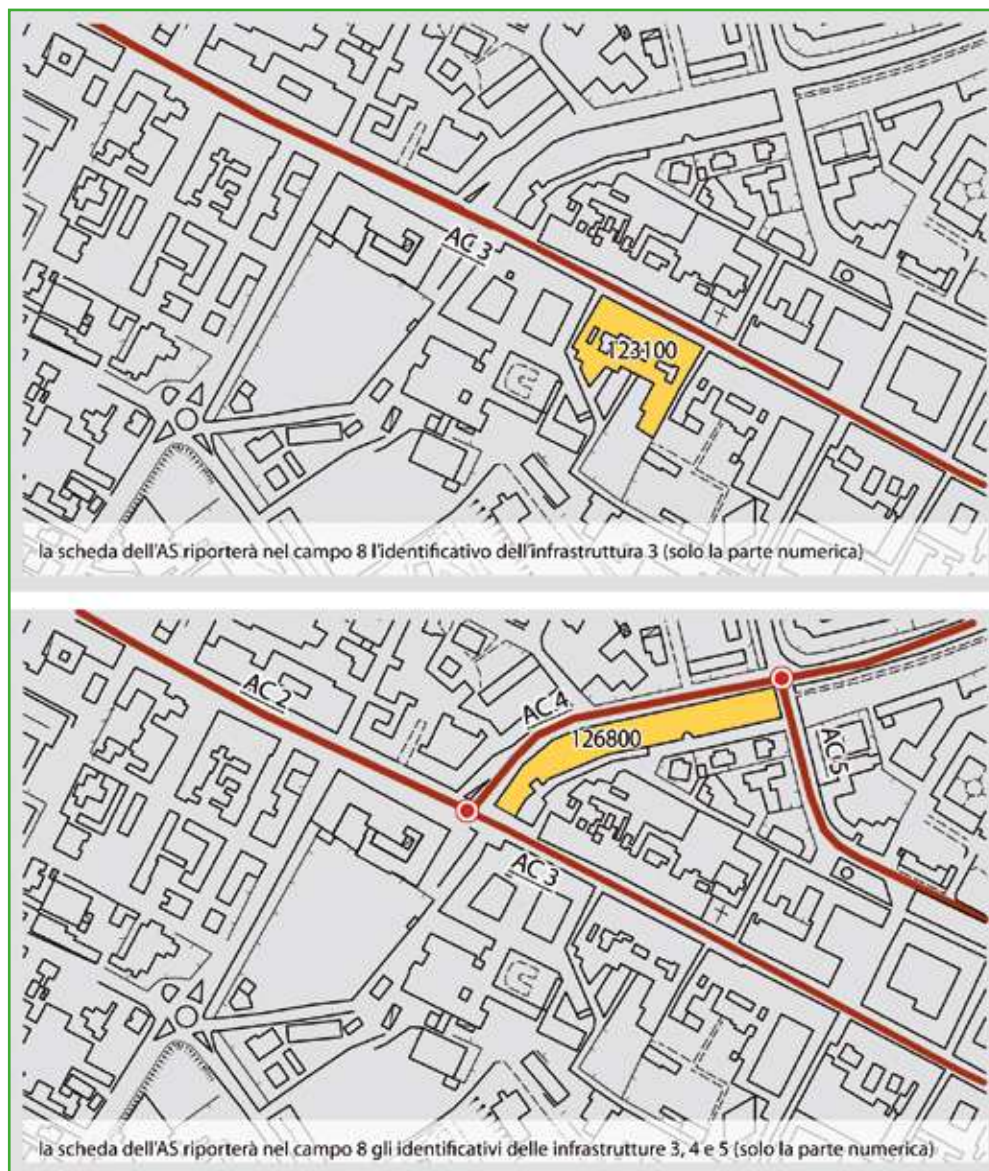 AC 3
123100
la scheda dell'AS riporterà nel campo 8 l'identificativo dell'infrastruttura 3 (solo la parte numerica)
AC 2
AC 4
126800
AC 5
AC 3
la scheda dell'AS riporterà nel campo 8 gli identificativi delle infrastrutture 3, 4 e 5 (solo la parte numerica)